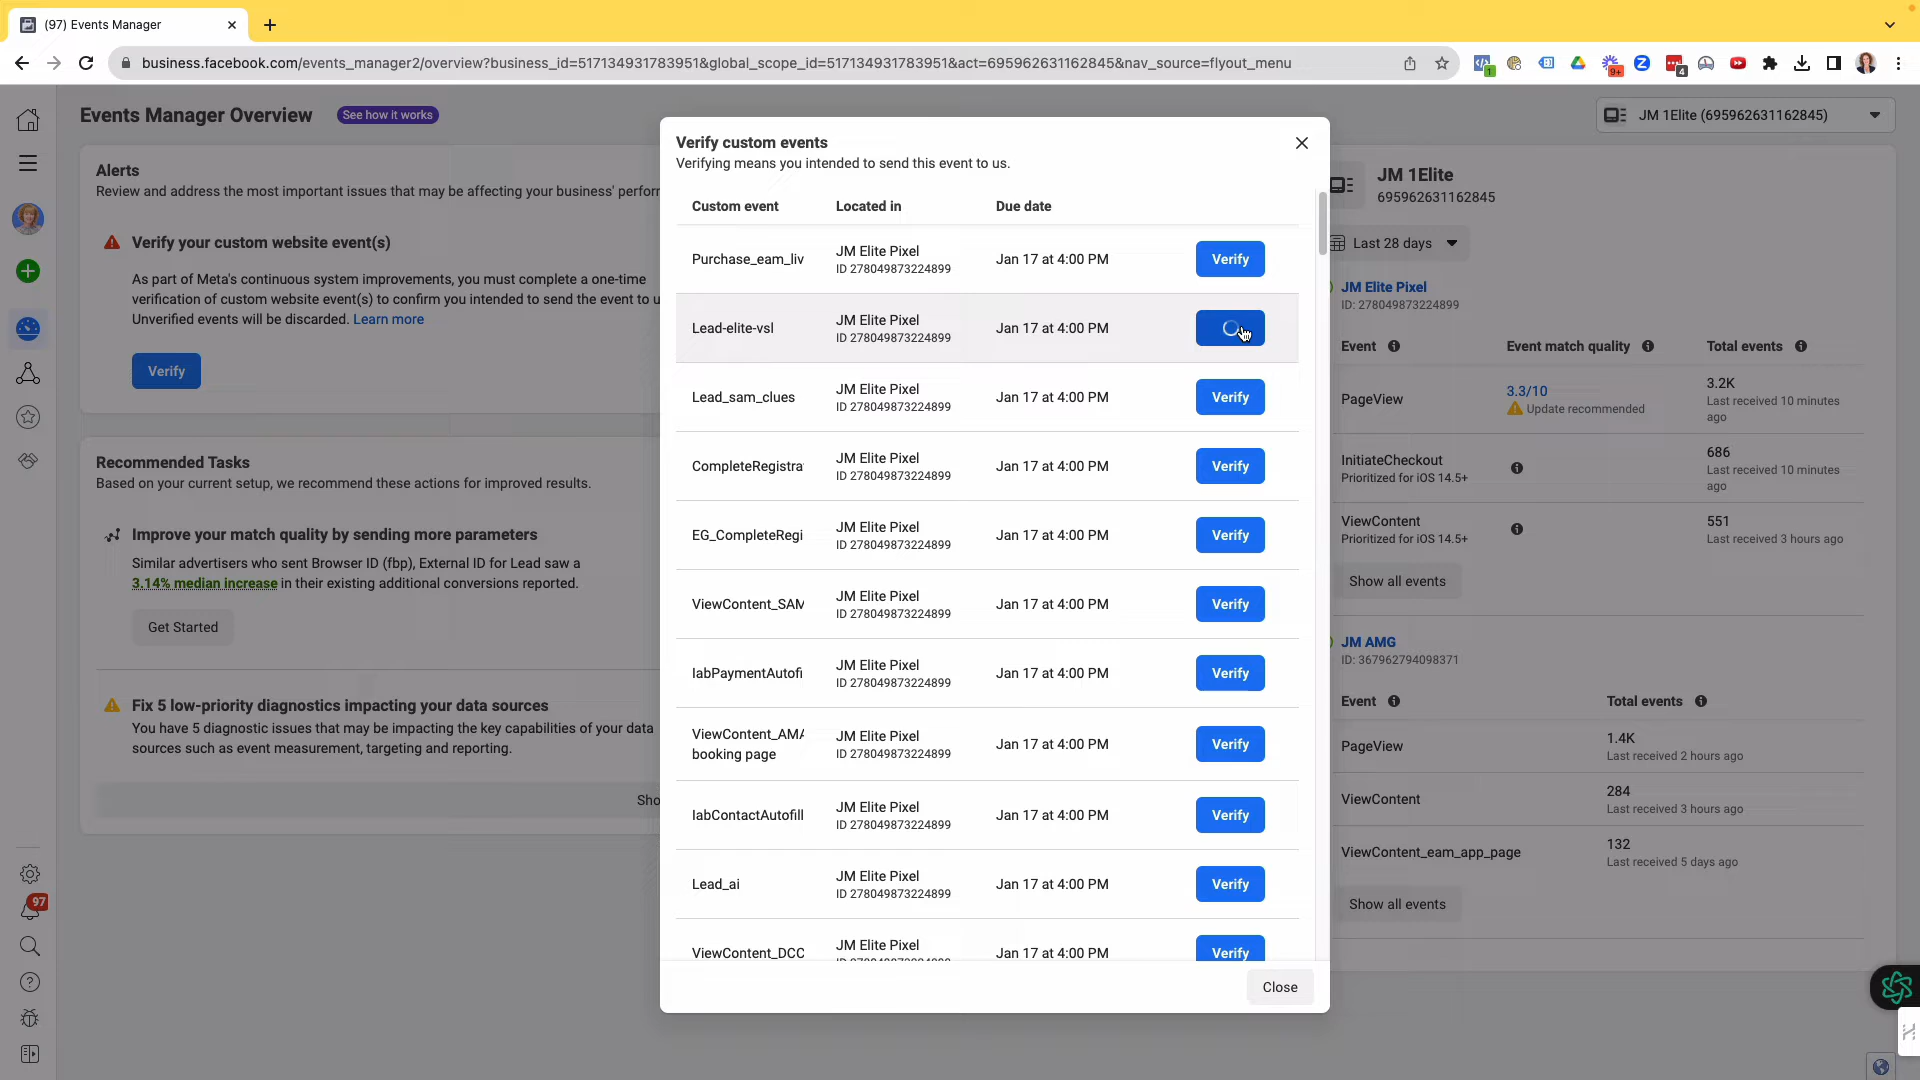 (97) Events Manager
business.facebook.com/events_manager2/overview?business_id=517134931783951&global_scope_id=517134931783951&act=695962631162845&nav_source=flyout_menu
1
9+
4
Events Manager Overview
See how it works
JM 1Elite (695962631162845)
Alerts
Review and address the most important issues that may be affecting your business' perforr
Verify your custom website event(s)
As part of Meta's continuous system improvements, you must complete a one-time
verification of custom website event(s) to confirm you intended to send the event to u
Unverified events will be discarded. Learn more
Verify
Recommended Tasks
Based on your current setup, we recommend these actions for improved results.
Improve your match quality by sending more parameters
Similar advertisers who sent Browser ID (fbp), External ID for Lead saw a
3.14% median increase in their existing additional conversions reported.
Get Started
Fix 5 low-priority diagnostics impacting your data sources
You have 5 diagnostic issues that may be impacting the key capabilities of your data
sources such as event measurement, targeting and reporting.
Sho
97
Verify custom events
Verifying means you intended to send this event to us.
Custom event Located in Due date
Purchase_eam_liv JM Elite Pixel Jan 17 at 4:00 PM Verify
ID 278049873224899
Lead-elite-vsl JM Elite Pixel Jan 17 at 4:00 PM
ID 278049873224899
Lead_sam_clues JM Elite Pixel Jan 17 at 4:00 PM Verify
ID 278049873224899
CompleteRegistra JM Elite Pixel Jan 17 at 4:00 PM Verify
ID 278049873224899
EG_CompleteRegi JM Elite Pixel Jan 17 at 4:00 PM Verify
ID 278049873224899
ViewContent_SAM JM Elite Pixel Jan 17 at 4:00 PM Verify
ID 278049873224899
IabPaymentAutofi JM Elite Pixel Jan 17 at 4:00 PM Verify
ID 278049873224899
ViewContent_AMA JM Elite Pixel Jan 17 at 4:00 PM Verify
booking page ID 278049873224899
IabContactAutofill JM Elite Pixel Jan 17 at 4:00 PM Verify
ID 278049873224899
Lead_ai JM Elite Pixel Jan 17 at 4:00 PM Verify
ID 278049873224899
ViewContent_DCC JM Elite Pixel Jan 17 at 4:00 PM Verify
Close
JM 1Elite
695962631162845
Last 28 days
JM Elite Pixel
ID: 278049873224899
Event Event match quality Total events
PageView 3.3/10 3.2K
Update recommended Last received 10 minutes
ago
InitiateCheckout 686
Prioritized for iOS 14.5+ Last received 10 minutes
ago
ViewContent 551
Prioritized for iOS 14.5+ Last received 3 hours ago
Show all events
JM AMG
ID: 367962794098371
Event Total events
PageView 1.4K
Last received 2 hours ago
ViewContent 284
Last received 3 hours ago
ViewContent_eam_app_page 132
Last received 5 days ago
Show all events